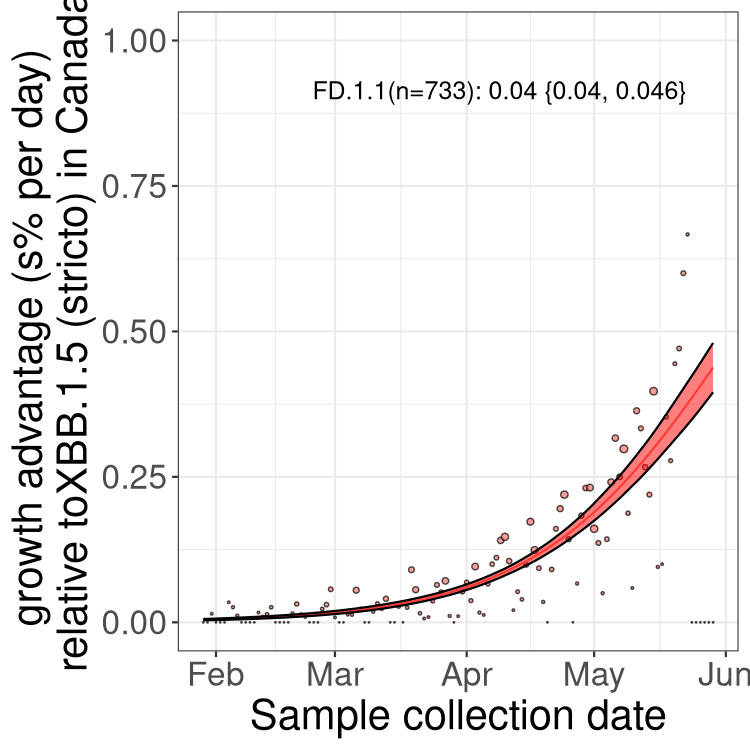 growth advantage (s% per day)
relative toXBB.1.5 (stricto) in Canada
1.00
0.75
0.50
0.25
0.00
FD.1.1(n=733): 0.04 {0.04, 0.046}
Feb Mar Apr May Jun
Sample collection date